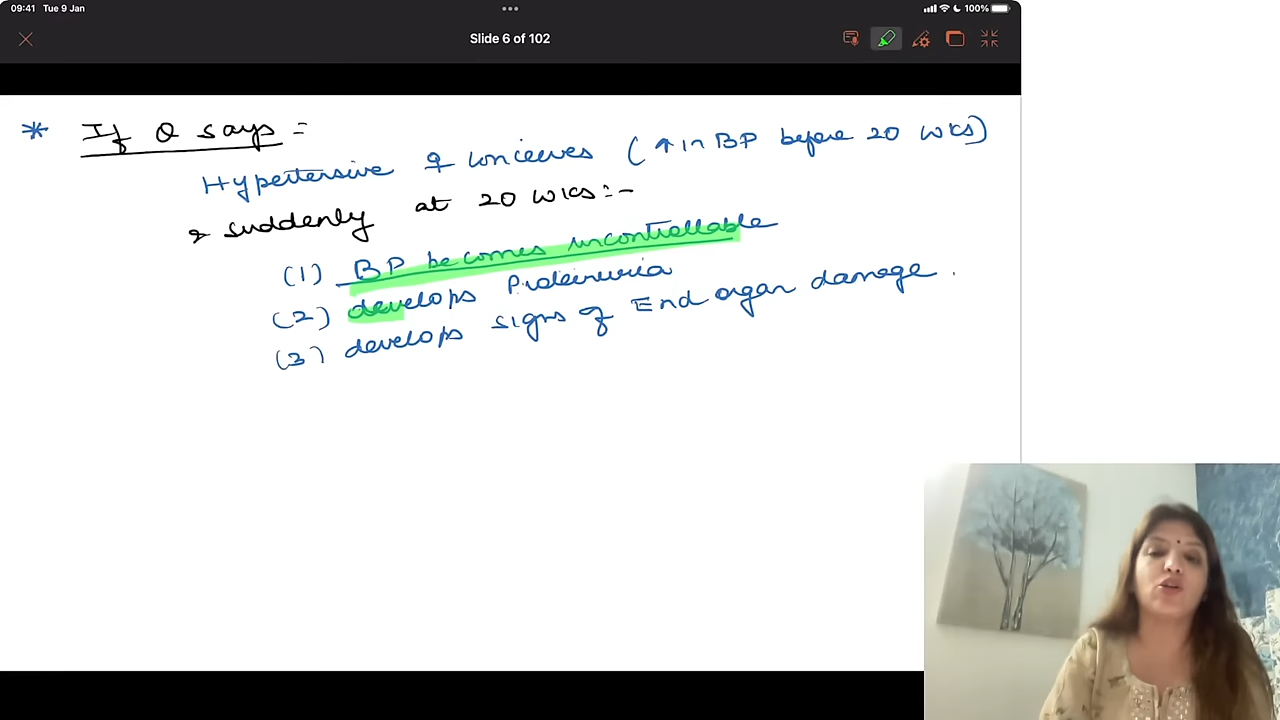 09:41 Tue 9 Jan
100%
Slide 6 of 102
* If Q says =
Hypertensive ♀ concieves (↑ in BP before 20 wks)
& suddenly at 20 wks:-
(1) BP becomes uncontrollable
(2) develops Proteinuria
(3) develops signs of End organ damage.